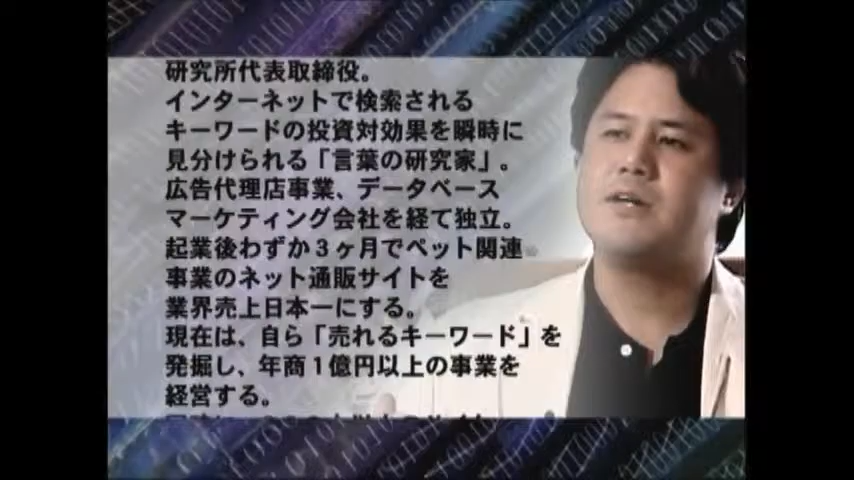 研究所代表取締役。
インターネットで検索される
キーワードの投資対効果を瞬時に
見分けられる「言葉の研究家」。
広告代理店事業、データベース
マーケティング会社を経て独立。
起業後わずか3ヶ月でペット関連
事業のネット通販サイトを
業界売上日本一にする。
現在は、自ら「売れるキーワード」を
発掘し、年商1億円以上の事業を
経営する。